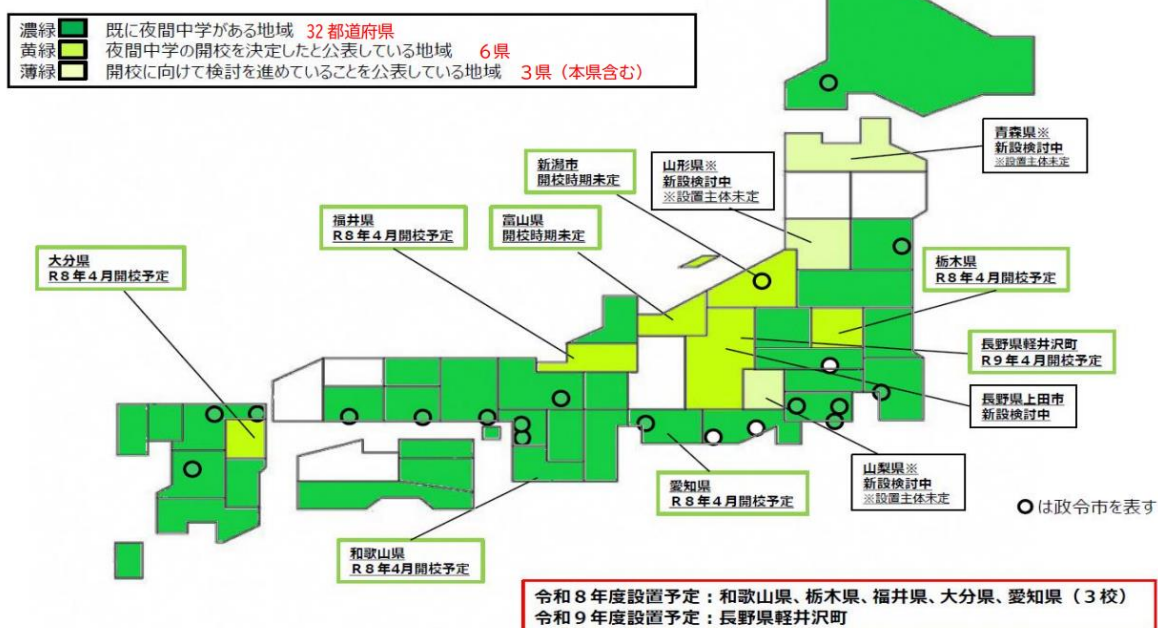 濃緑 既に夜間中学がある地域 32都道府県
黄緑 夜間中学の開校を決定したと公表している地域 6県
薄緑 開校に向けて検討を進めていることを公表している地域 3県（本県含む）
青森県※
新設検討中
※設置主体未定
新潟市
開校時期未定
山形県※
新設検討中
※設置主体未定
福井県
R8年4月開校予定
富山県
開校時期未定
大分県
R8年4月開校予定
栃木県
R8年4月開校予定
長野県軽井沢町
R9年4月開校予定
長野県上田市
新設検討中
山梨県※
新設検討中
※設置主体未定
愛知県
R8年4月開校予定
○は政令市を表す
和歌山県
R8年4月開校予定
令和8年度設置予定：和歌山県、栃木県、福井県、大分県、愛知県（3校）
令和9年度設置予定：長野県軽井沢町